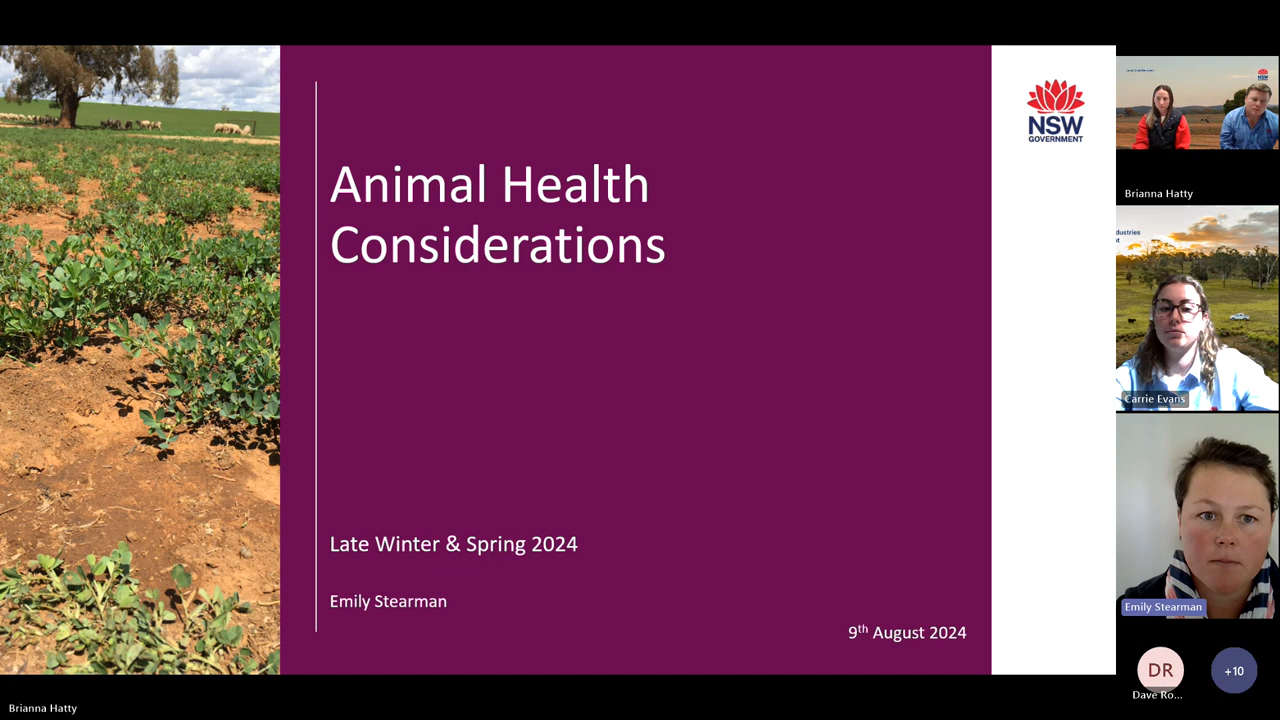 Animal Health
Considerations
Late Winter & Spring 2024
Emily Stearman
9th August 2024
NSW
GOVERNMENT
Brianna Hatty
dustries
Carrie Evans
Emily Stearman
DR
Dave Ro...
+10
Brianna Hatty